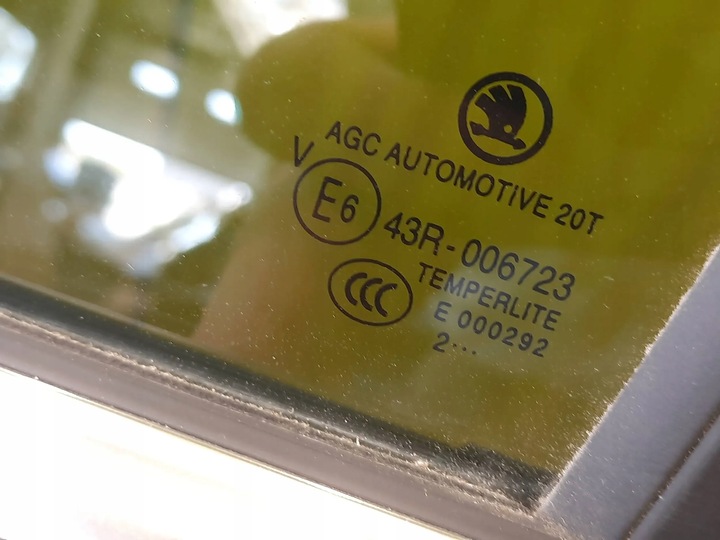 AGC AUTOMOTIVE 20T
V
E6 43R-006723
CCC TEMPERLITE
E 000292
2...